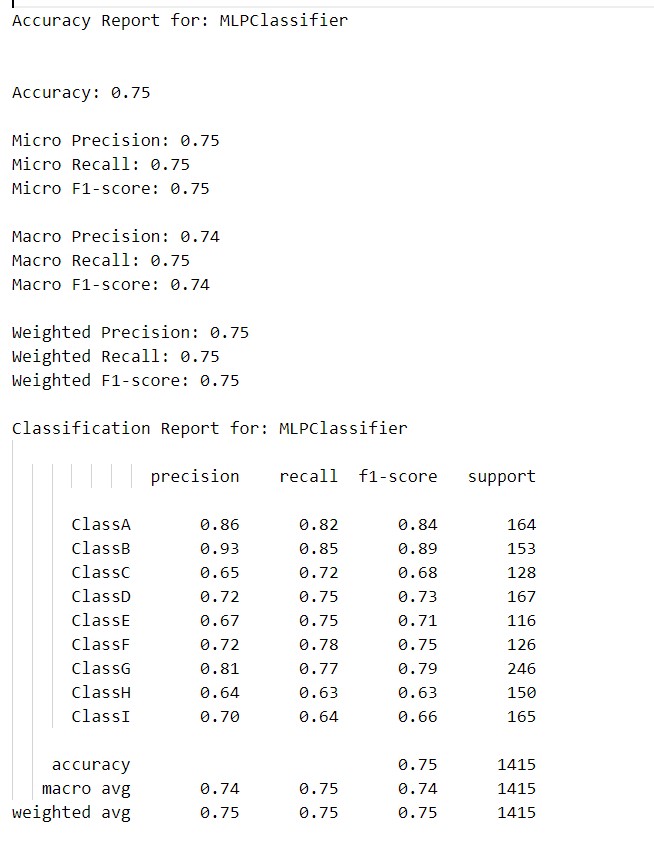 Accuracy Report for: MLPClassifier
Accuracy: 0.75
Micro Precision: 0.75
Micro Recall: 0.75
Micro F1-score: 0.75
Macro Precision: 0.74
Macro Recall: 0.75
Macro F1-score: 0.74
Weighted Precision: 0.75
Weighted Recall: 0.75
Weighted F1-score: 0.75
Classification Report for: MLPClassifier
precision recall f1-score support
ClassA 0.86 0.82 0.84 164
ClassB 0.93 0.85 0.89 153
ClassC 0.65 0.72 0.68 128
ClassD 0.72 0.75 0.73 167
ClassE 0.67 0.75 0.71 116
ClassF 0.72 0.78 0.75 126
ClassG 0.81 0.77 0.79 246
ClassH 0.64 0.63 0.63 150
ClassI 0.70 0.64 0.66 165
accuracy 0.75 1415
macro avg 0.74 0.75 0.74 1415
weighted avg 0.75 0.75 0.75 1415